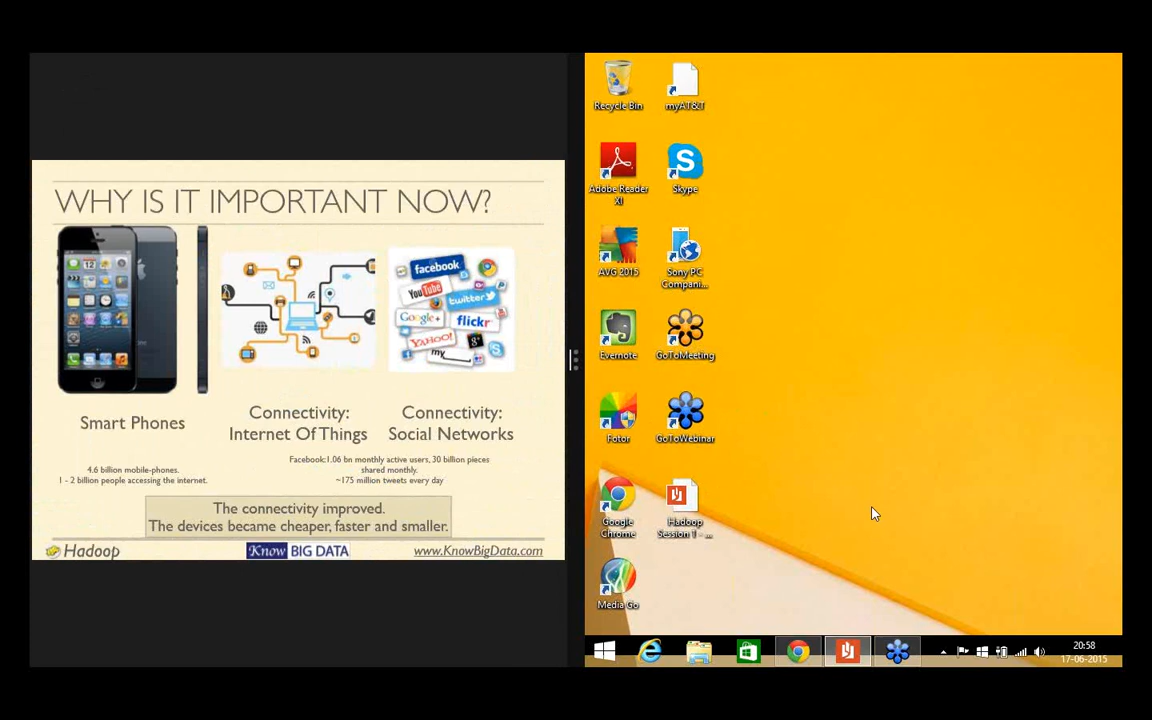 WHY IS IT IMPORTANT NOW?
facebook
YouTube
twitter
Google+
flickr
YAHOO!
g+
my
Smart Phones
Connectivity:
Internet Of Things
Connectivity:
Social Networks
4.6 billion mobile-phones.
1 - 2 billion people accessing the internet.
Facebook:1.06 bn monthly active users, 30 billion pieces
shared monthly.
~175 million tweets every day
The connectivity improved.
The devices became cheaper, faster and smaller.
Hadoop
Know BIG DATA
www.KnowBigData.com
Recycle Bin
myAT&T
Adobe Reader
XI
Skype
AVG 2015
Sony PC
Compani...
Evernote
GoToMeeting
Fotor
GoToWebinar
Google
Chrome
Hadoop
Session 1 - ...
Media Go
20:58
17-06-2015